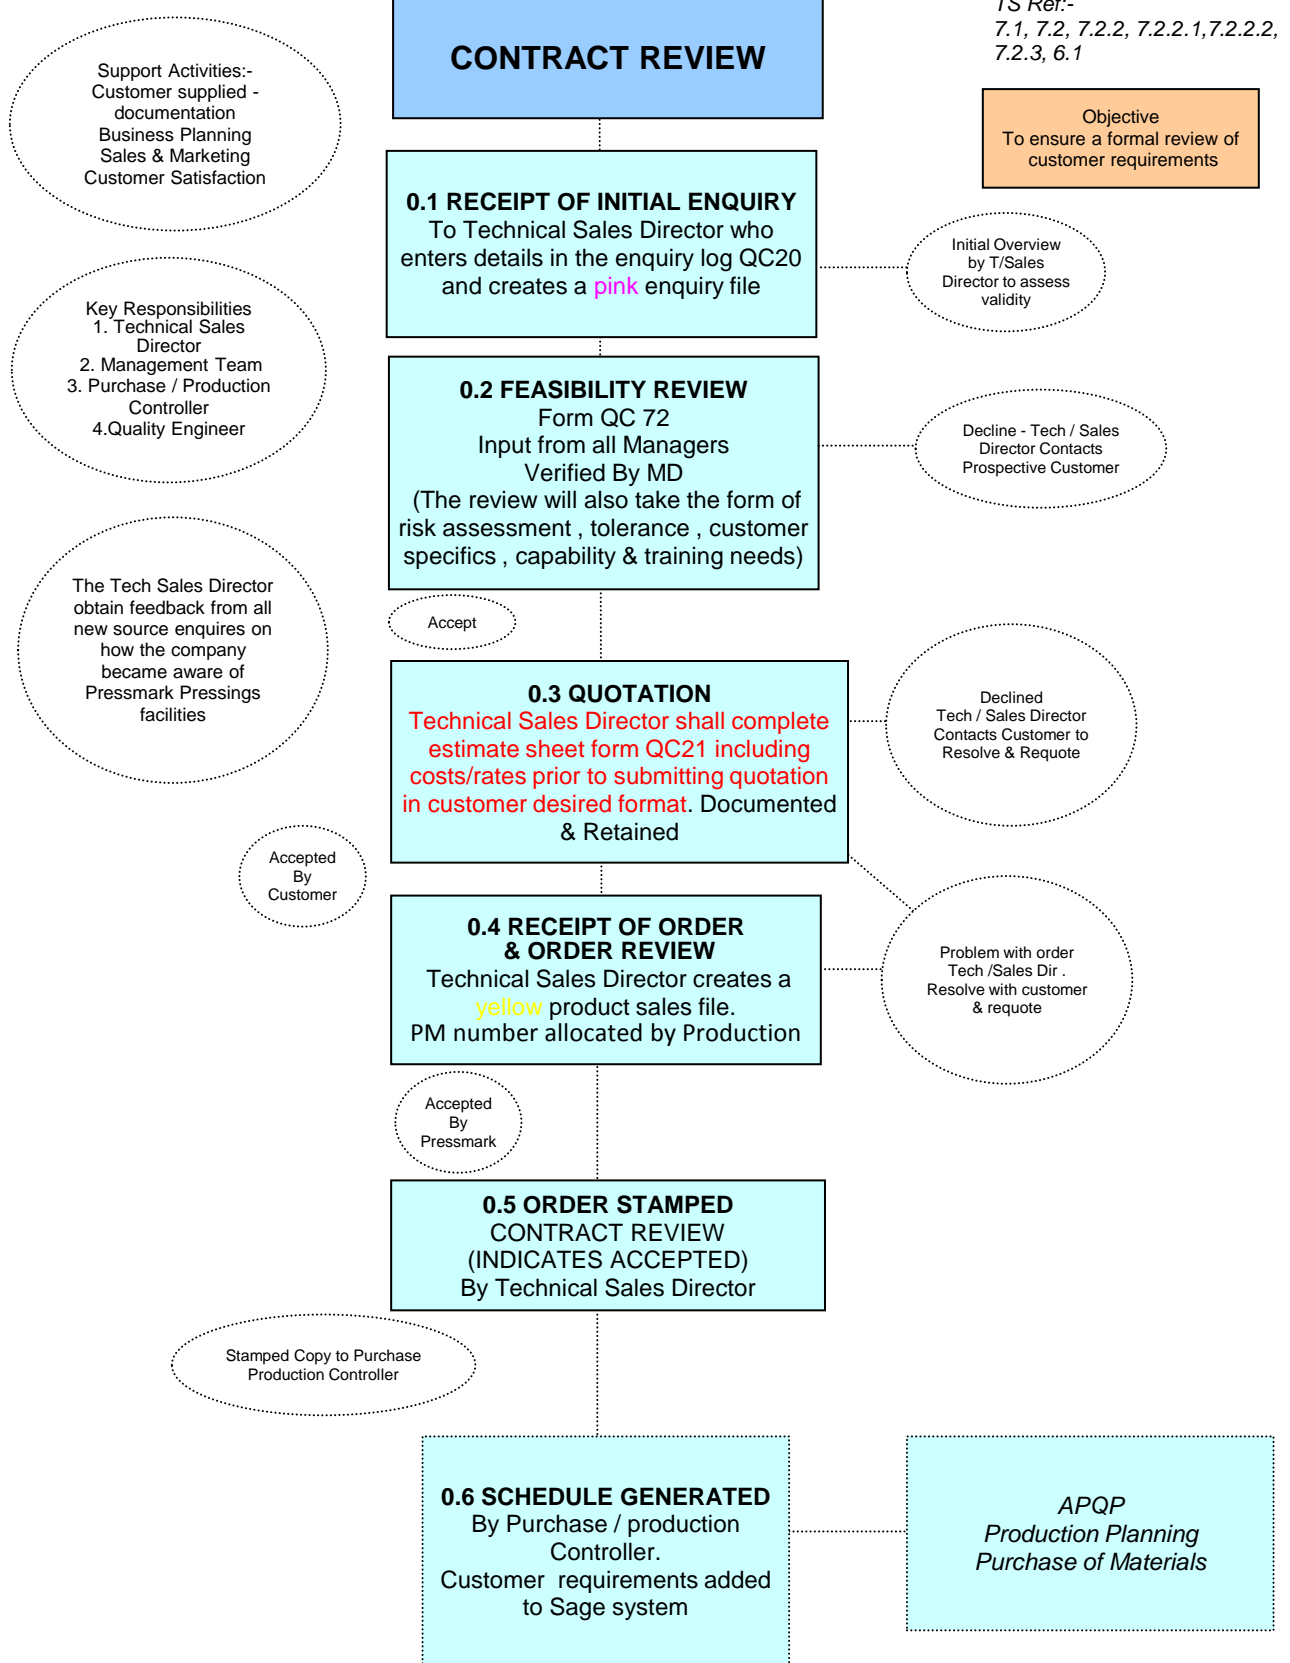 TS Ref:-
7.1, 7.2, 7.2.2, 7.2.2.1,7.2.2.2,
7.2.3, 6.1
CONTRACT REVIEW
Support Activities:-
Customer supplied -
documentation
Business Planning
Sales & Marketing
Customer Satisfaction
Objective
To ensure a formal review of
customer requirements
0.1 RECEIPT OF INITIAL ENQUIRY
To Technical Sales Director who
enters details in the enquiry log QC20
and creates a pink enquiry file
Initial Overview
by T/Sales
Director to assess
validity
Key Responsibilities
1. Technical Sales
Director
2. Management Team
3. Purchase / Production
Controller
4.Quality Engineer
0.2 FEASIBILITY REVIEW
Form QC 72
Input from all Managers
Verified By MD
(The review will also take the form of
risk assessment , tolerance , customer
specifics , capability & training needs)
Decline - Tech / Sales
Director Contacts
Prospective Customer
The Tech Sales Director
obtain feedback from all
new source enquires on
how the company
became aware of
Pressmark Pressings
facilities
Accept
0.3 QUOTATION
Technical Sales Director shall complete
estimate sheet form QC21 including
costs/rates prior to submitting quotation
in customer desired format. Documented
& Retained
Declined
Tech / Sales Director
Contacts Customer to
Resolve & Requote
Accepted
By
Customer
0.4 RECEIPT OF ORDER
& ORDER REVIEW
Technical Sales Director creates a
yellow product sales file.
PM number allocated by Production
Problem with order
Tech /Sales Dir .
Resolve with customer
& requote
Accepted
By
Pressmark
0.5 ORDER STAMPED
CONTRACT REVIEW
(INDICATES ACCEPTED)
By Technical Sales Director
Stamped Copy to Purchase
Production Controller
0.6 SCHEDULE GENERATED
By Purchase / production
Controller.
Customer  requirements added
to Sage system
APQP
Production Planning
Purchase of Materials